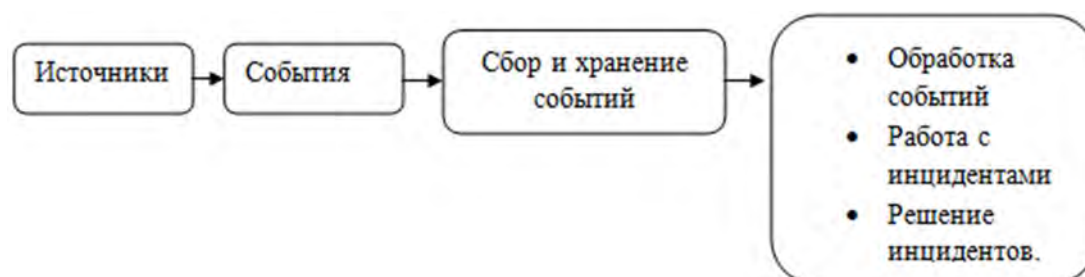 Источники
События
Сбор и хранение
событий
• Обработка
событий
• Работа с
инцидентами
• Решение
инцидентов.